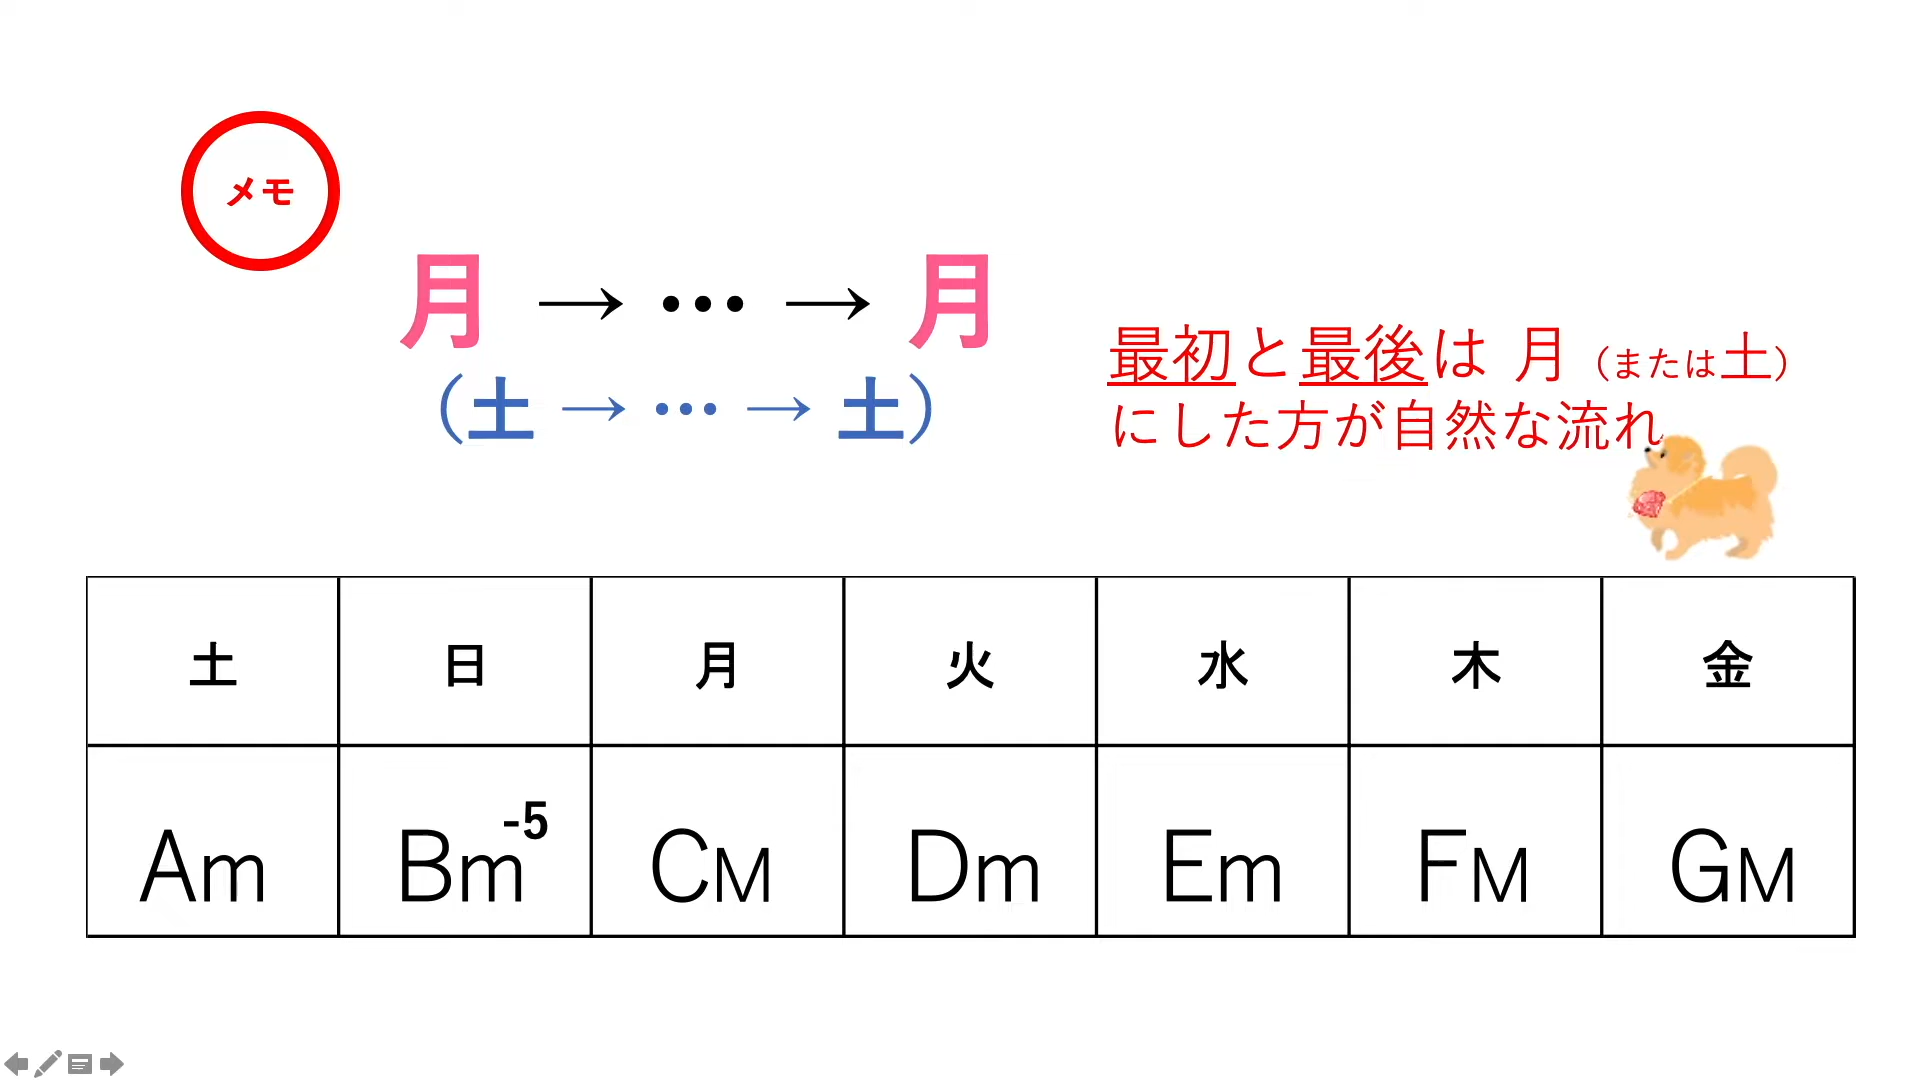 メモ
月 → ··· → 月
（土 → ··· → 土）
最初と最後は 月（または土）
にした方が自然な流れ
土 日 月 火 水 木 金
Am Bm-5 CM Dm Em FM GM